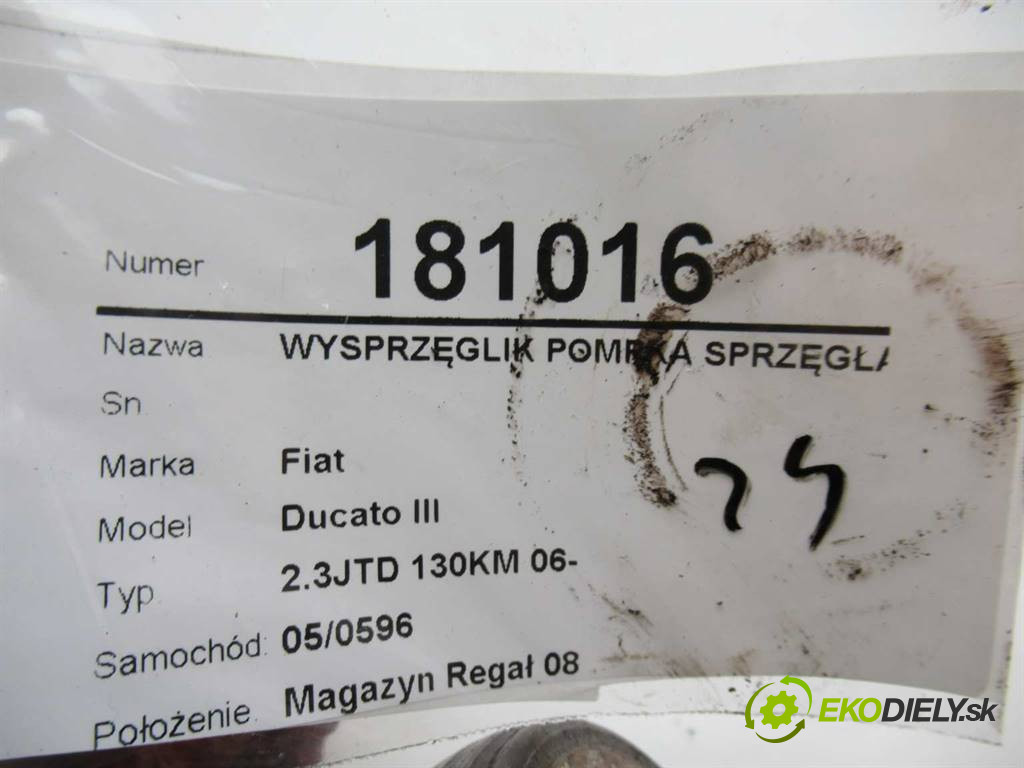 Numer 181016
Nazwa WYSPRZĘGLIK POMPKA SPRZĘGŁA
Sn
Marka Fiat
Model Ducato III
Typ 2.3JTD 130KM 06-
Samochód: 05/0596
Położenie Magazyn Regał 08
EKODIELY.sk